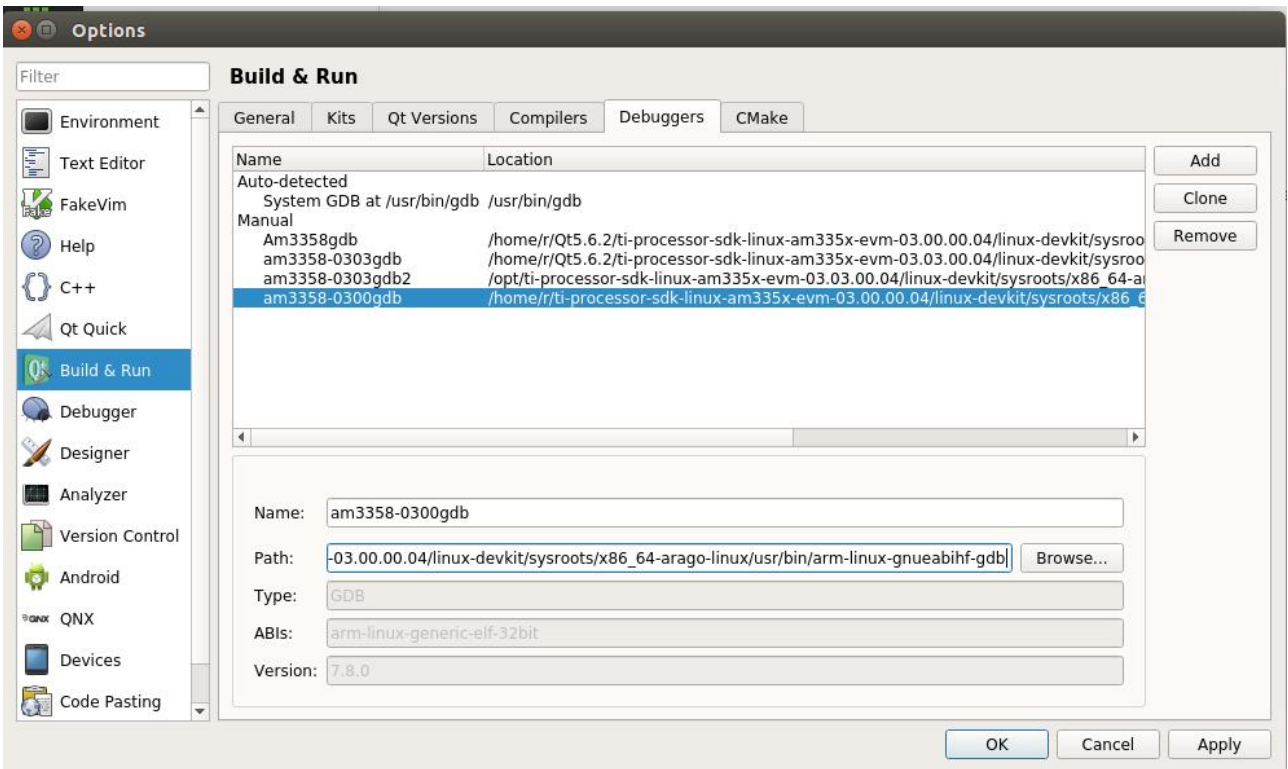 Options
Filter
Environment
Text Editor
FakeVim
Help
C++
Qt Quick
Build & Run
Debugger
Designer
Analyzer
Version Control
Android
QNX
Devices
Code Pasting
Build & Run
General Kits Qt Versions Compilers Debuggers CMake
Name Location
Auto-detected
System GDB at /usr/bin/gdb /usr/bin/gdb
Manual
Am3358gdb /home/r/Qt5.6.2/ti-processor-sdk-linux-am335x-evm-03.00.00.04/linux-devkit/sysroo
am3358-0303gdb /home/r/Qt5.6.2/ti-processor-sdk-linux-am335x-evm-03.03.00.04/linux-devkit/sysroo
am3358-0303gdb2 /opt/ti-processor-sdk-linux-am335x-evm-03.03.00.04/linux-devkit/sysroots/x86_64-a
am3358-0300gdb /home/r/ti-processor-sdk-linux-am335x-evm-03.00.00.04/linux-devkit/sysroots/x86_6
Add
Clone
Remove
Name: am3358-0300gdb
Path: -03.00.00.04/linux-devkit/sysroots/x86_64-arago-linux/usr/bin/arm-linux-gnueabihf-gdb Browse...
Type: GDB
ABIs: arm-linux-generic-elf-32bit
Version: 7.8.0
OK Cancel Apply